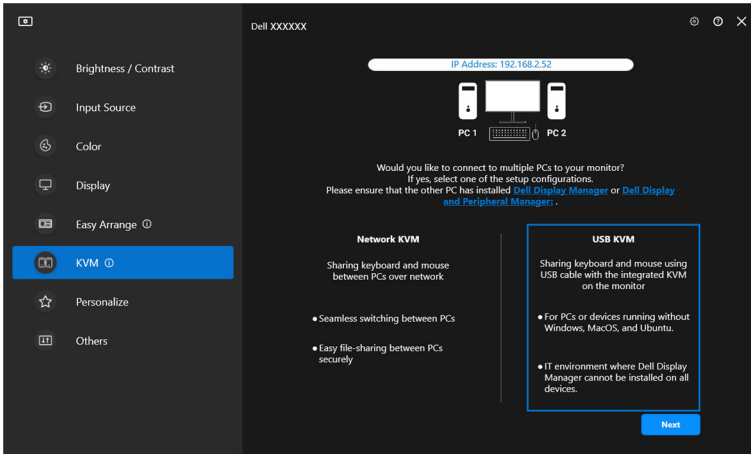 Dell XXXXXX
Brightness / Contrast
Input Source
Color
Display
Easy Arrange
KVM
Personalize
Others
IP Address: 192.168.2.52
PC 1
PC 2
Would you like to connect to multiple PCs to your monitor?
If yes, select one of the setup configurations.
Please ensure that the other PC has installed Dell Display Manager or Dell Display
and Peripheral Manager: .
Network KVM
Sharing keyboard and mouse
between PCs over network
● Seamless switching between PCs
● Easy file-sharing between PCs
securely
USB KVM
Sharing keyboard and mouse using
USB cable with the integrated KVM
on the monitor
● For PCs or devices running without
Windows, MacOS, and Ubuntu.
● IT environment where Dell Display
Manager cannot be installed on all
devices.
Next